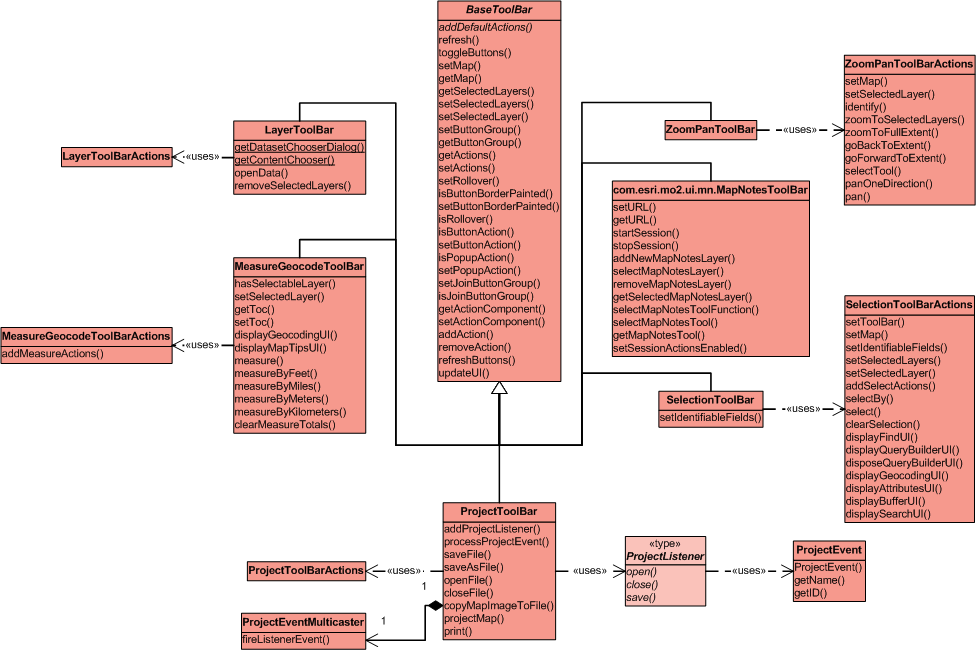 BaseToolBar
addDefaultActions()
refresh()
toggleButtons()
setMap()
getMap()
getSelectedLayers()
setSelectedLayers()
setSelectedLayer()
setButtonGroup()
getButtonGroup()
getActions()
setActions()
setRollover()
isButtonBorderPainted()
setButtonBorderPainted()
isRollover()
isButtonAction()
setButtonAction()
isPopupAction()
setPopupAction()
setJoinButtonGroup()
isJoinButtonGroup()
getActionComponent()
setActionComponent()
addAction()
removeAction()
refreshButtons()
updateUI()
LayerToolBar
getDatasetChooserDialog()
getContentChooser()
openData()
removeSelectedLayers()
«uses»
LayerToolBarActions
MeasureGeocodeToolBar
hasSelectableLayer()
setSelectedLayer()
getToc()
setToc()
displayGeocodingUI()
displayMapTipsUI()
measure()
measureByFeet()
measureByMiles()
measureByMeters()
measureByKilometers()
clearMeasureTotals()
«uses»
MeasureGeocodeToolBarActions
addMeasureActions()
ZoomPanToolBar
«uses»
ZoomPanToolBarActions
setMap()
setSelectedLayer()
identify()
zoomToSelectedLayers()
zoomToFullExtent()
goBackToExtent()
goForwardToExtent()
selectTool()
panOneDirection()
pan()
com.esri.mo2.ui.mn.MapNotesToolBar
setURL()
getURL()
startSession()
stopSession()
addNewMapNotesLayer()
selectMapNotesLayer()
removeMapNotesLayer()
getSelectedMapNotesLayer()
selectMapNotesToolFunction()
selectMapNotesTool()
getMapNotesTool()
setSessionActionsEnabled()
SelectionToolBar
setIdentifiableFields()
«uses»
SelectionToolBarActions
setToolBar()
setMap()
setIdentifiableFields()
setSelectedLayers()
setSelectedLayer()
addSelectActions()
selectBy()
select()
clearSelection()
displayFindUI()
displayQueryBuilderUI()
disposeQueryBuilderUI()
displayGeocodingUI()
displayAttributesUI()
displayBufferUI()
displaySearchUI()
ProjectToolBar
addProjectListener()
processProjectEvent()
saveFile()
saveAsFile()
openFile()
closeFile()
copyMapImageToFile()
projectMap()
print()
«uses»
ProjectToolBarActions
1
1
ProjectEventMulticaster
fireListenerEvent()
«uses»
«type»
ProjectListener
open()
close()
save()
«uses»
ProjectEvent
ProjectEvent()
getName()
getID()